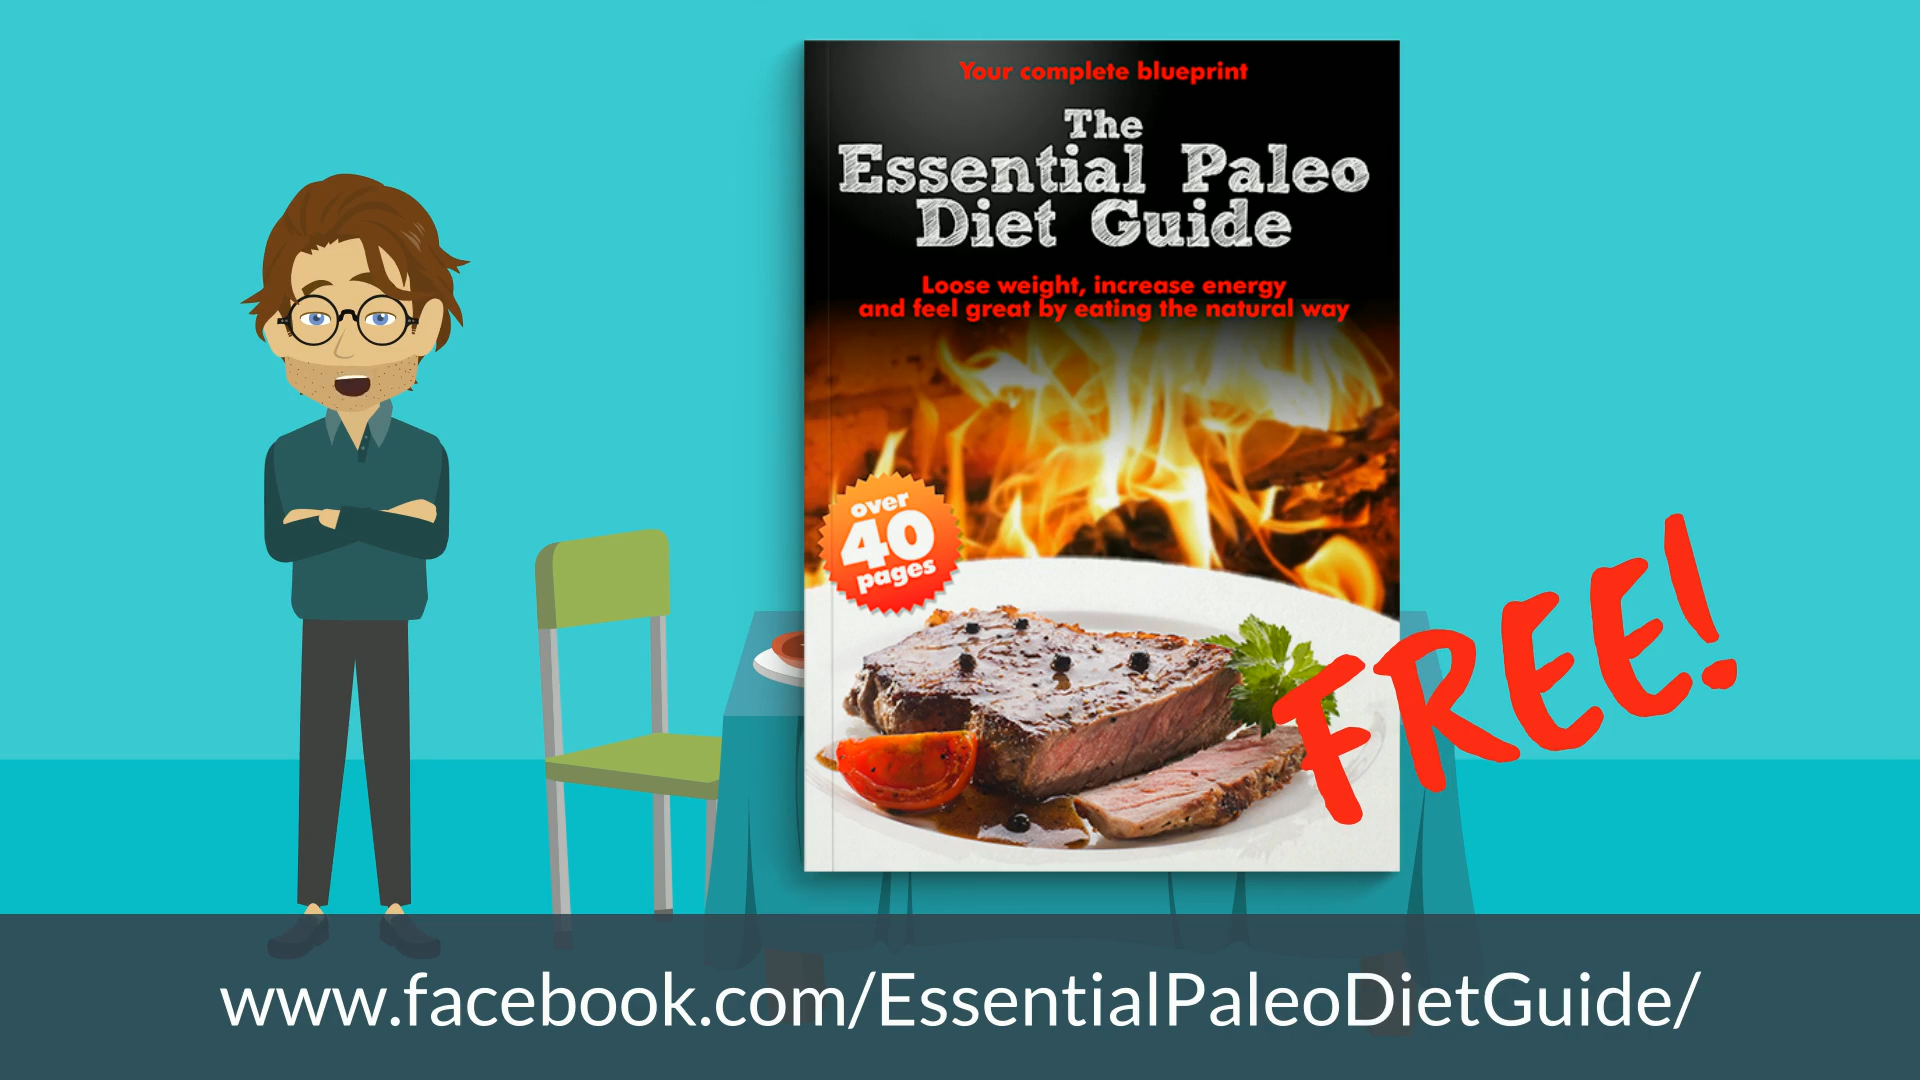 Your complete blueprint
The
Essential Paleo
Diet Guide
Loose weight, increase energy
and feel great by eating the natural way
over
40
pages
FREE!
www.facebook.com/EssentialPaleoDietGuide/